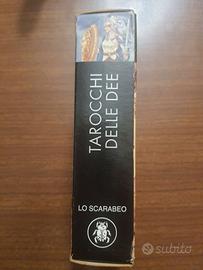 TAROCCHI
DELLE DEE
LO SCARABEO
subito